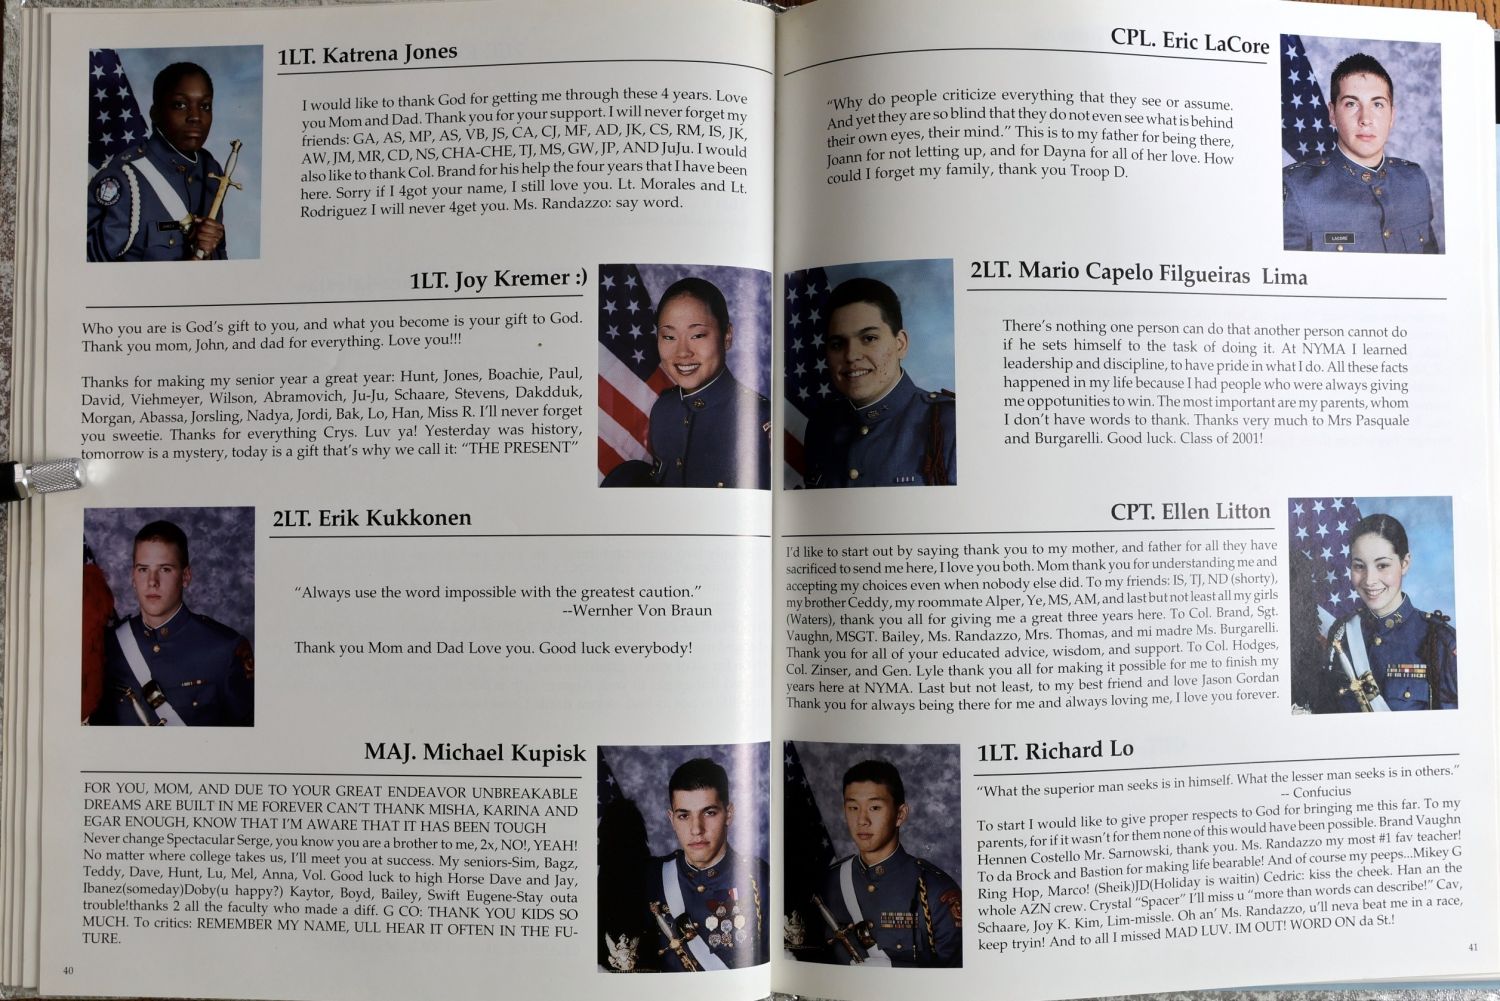 1LT. Katrena Jones
I would like to thank God for getting me through these 4 years. Love
you Mom and Dad. Thank you for your support. I will never forget my
friends: GA, AS, MP, AS, VB, JS, CA, CJ, MF, AD, JK, CS, RM, IS, JK,
AW, JM, MR, CD, NS, CHA-CHE, TJ, MS, GW, JP, AND JuJu. I would
also like to thank Col. Brand for his help the four years that I have been
here. Sorry if I 4got your name, I still love you. Lt. Morales and Lt.
Rodriguez I will never 4get you. Ms. Randazzo: say word.
1LT. Joy Kremer :)
Who you are is God's gift to you, and what you become is your gift to God.
Thank you mom, John, and dad for everything. Love you!!!
Thanks for making my senior year a great year: Hunt, Jones, Boachie, Paul,
David, Viehmeyer, Wilson, Abramovich, Ju-Ju, Schaare, Stevens, Dakdduk,
Morgan, Abassa, Jorsling, Nadya, Jordi, Bak, Lo, Han, Miss R. I'll never forget
you sweetie. Thanks for everything Crys. Luv ya! Yesterday was history,
tomorrow is a mystery, today is a gift that's why we call it: "THE PRESENT"
2LT. Erik Kukkonen
"Always use the word impossible with the greatest caution."
--Wernher Von Braun
Thank you Mom and Dad Love you. Good luck everybody!
MAJ. Michael Kupisk
FOR YOU, MOM, AND DUE TO YOUR GREAT ENDEAVOR UNBREAKABLE
DREAMS ARE BUILT IN ME FOREVER CAN'T THANK MISHA, KARINA AND
EGAR ENOUGH, KNOW THAT I'M AWARE THAT IT HAS BEEN TOUGH
Never change Spectacular Serge, you know you are a brother to me, 2x, NO!, YEAH!
No matter where college takes us, I'll meet you at success. My seniors-Sim, Bagz,
Teddy, Dave, Hunt, Lu, Mel, Anna, Vol. Good luck to high Horse Dave and Jay,
Ibanez(someday)Doby(u happy?) Kaytor, Boyd, Bailey, Swift Eugene-Stay outa
trouble!thanks 2 all the faculty who made a diff. G CO: THANK YOU KIDS SO
MUCH. To critics: REMEMBER MY NAME, ULL HEAR IT OFTEN IN THE FU-
TURE.
40
CPL. Eric LaCore
"Why do people criticize everything that they see or assume.
And yet they are so blind that they do not even see what is behind
their own eyes, their mind." This is to my father for being there,
Joann for not letting up, and for Dayna for all of her love. How
could I forget my family, thank you Troop D.
LACORE
2LT. Mario Capelo Filgueiras Lima
There's nothing one person can do that another person cannot do
if he sets himself to the task of doing it. At NYMA I learned
leadership and discipline, to have pride in what I do. All these facts
happened in my life because I had people who were always giving
me oppotunities to win. The most important are my parents, whom
I don't have words to thank. Thanks very much to Mrs Pasquale
and Burgarelli. Good luck. Class of 2001!
CPT. Ellen Litton
I'd like to start out by saying thank you to my mother, and father for all they have
sacrificed to send me here, I love you both. Mom thank you for understanding me and
accepting my choices even when nobody else did. To my friends: IS, TJ, ND (shorty),
my brother Ceddy, my roommate Alper, Ye, MS, AM, and last but not least all my girls
(Waters), thank you all for giving me a great three years here. To Col. Brand, Sgt.
Vaughn, MSGT. Bailey, Ms. Randazzo, Mrs. Thomas, and mi madre Ms. Burgarelli.
Thank you for all of your educated advice, wisdom, and support. To Col. Hodges,
Col. Zinser, and Gen. Lyle thank you all for making it possible for me to finish my
years here at NYMA. Last but not least, to my best friend and love Jason Gordan
Thank you for always being there for me and always loving me, I love you forever.
1LT. Richard Lo
"What the superior man seeks is in himself. What the lesser man seeks is in others."
-- Confucius
To start I would like to give proper respects to God for bringing me this far. To my
parents, for if it wasn't for them none of this would have been possible. Brand Vaughn
Hennen Costello Mr. Sarnowski, thank you. Ms. Randazzo my most #1 fav teacher!
To da Brock and Bastion for making life bearable! And of course my peeps...Mikey G
Ring Hop, Marco! (Sheik)JD(Holiday is waitin) Cedric: kiss the cheek. Han an the
whole AZN crew. Crystal "Spacer" I'll miss u "more than words can describe!" Cav,
Schaare, Joy K. Kim, Lim-missle. Oh an' Ms. Randazzo, u'll neva beat me in a race,
keep tryin! And to all I missed MAD LUV. IM OUT! WORD ON da St.!
41